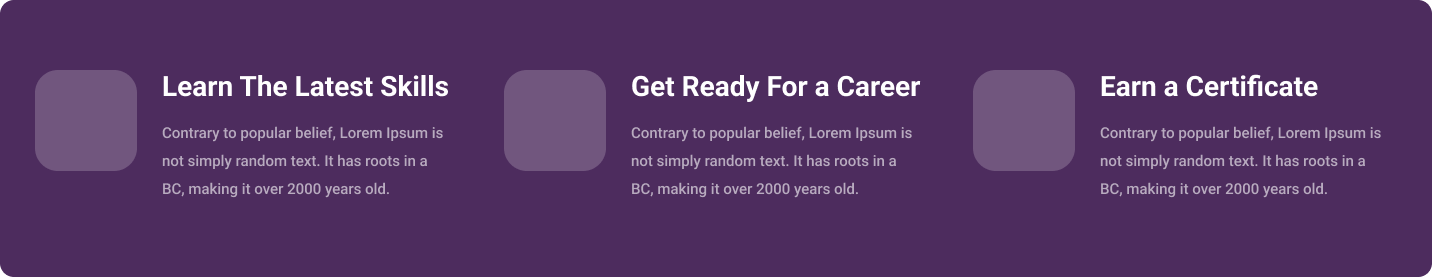 Learn The Latest Skills
Contrary to popular belief, Lorem Ipsum is
not simply random text. It has roots in a
BC, making it over 2000 years old.
Get Ready For a Career
Contrary to popular belief, Lorem Ipsum is
not simply random text. It has roots in a
BC, making it over 2000 years old.
Earn a Certificate
Contrary to popular belief, Lorem Ipsum is
not simply random text. It has roots in a
BC, making it over 2000 years old.